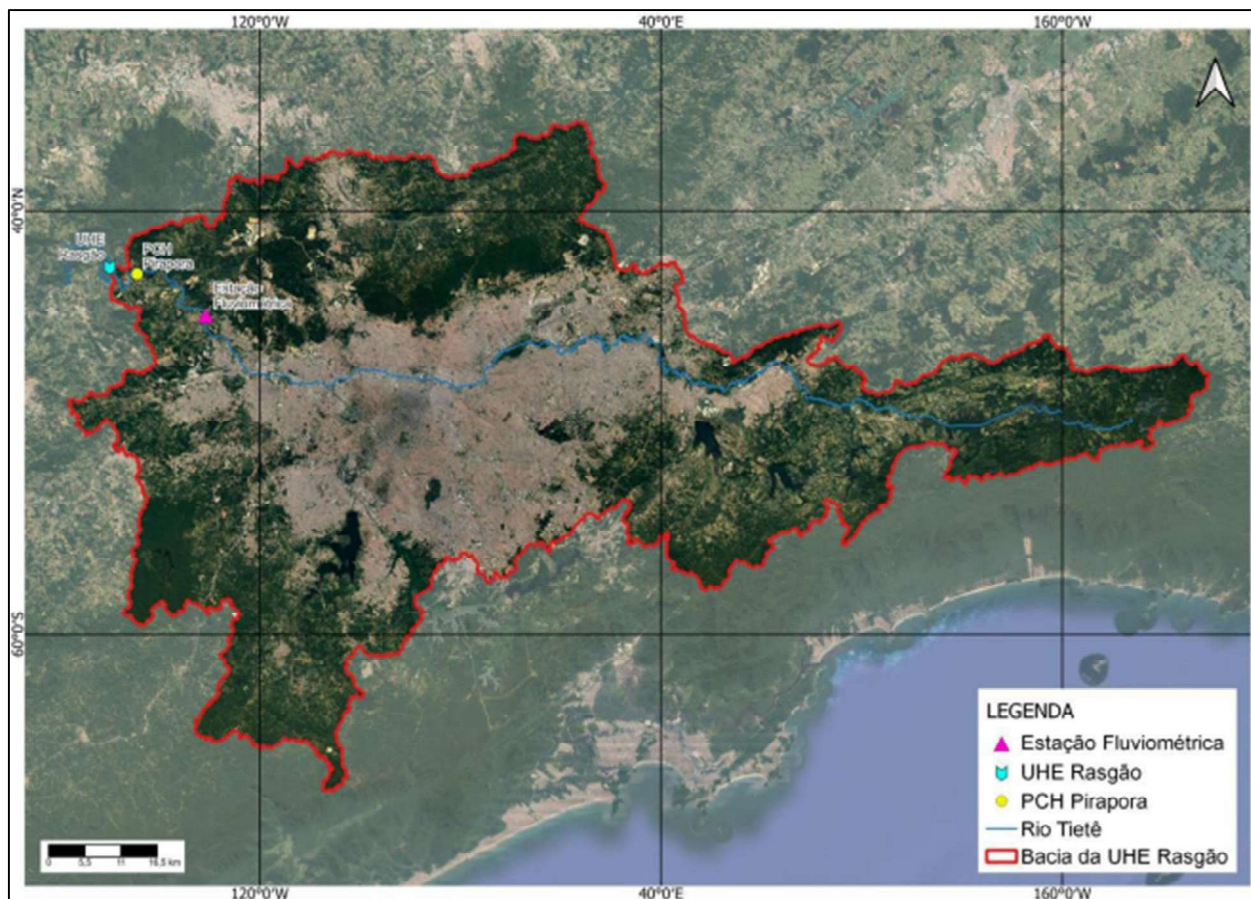 120°0'W 40°0'E 160°0'W
40°0'N
UHE
Rasgão
PCH
Pirapora
Estação
Fluviométrica
60°0'S
LEGENDA
Estação Fluviométrica
UHE Rasgão
PCH Pirapora
Rio Tietê
Bacia da UHE Rasgão
0 5,5 11 16,5 km
120°0'W 40°0'E 160°0'W